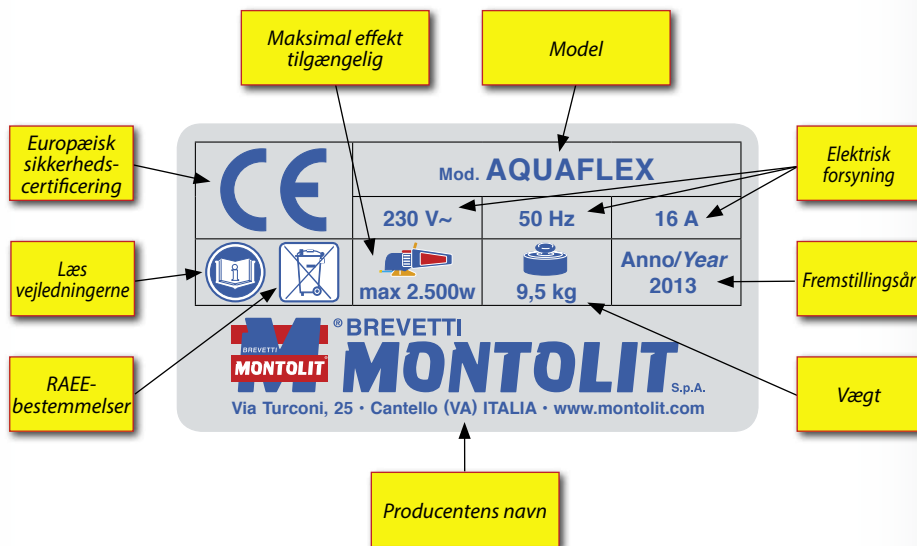 Maksimal effekt
tilgængelig
Model
Europæisk
sikkerheds-
certificering
Elektrisk
forsyning
Læs
vejledningerne
Fremstillingsår
RAEE-
bestemmelser
Vægt
Producentens navn
CE
Mod. AQUAFLEX
230 V~ 50 Hz 16 A
max 2.500w 9,5 kg Anno/Year
2013
BREVETTI
MONTOLIT
® BREVETTI
MONTOLIT S.p.A.
Via Turconi, 25 · Cantello (VA) ITALIA · www.montolit.com